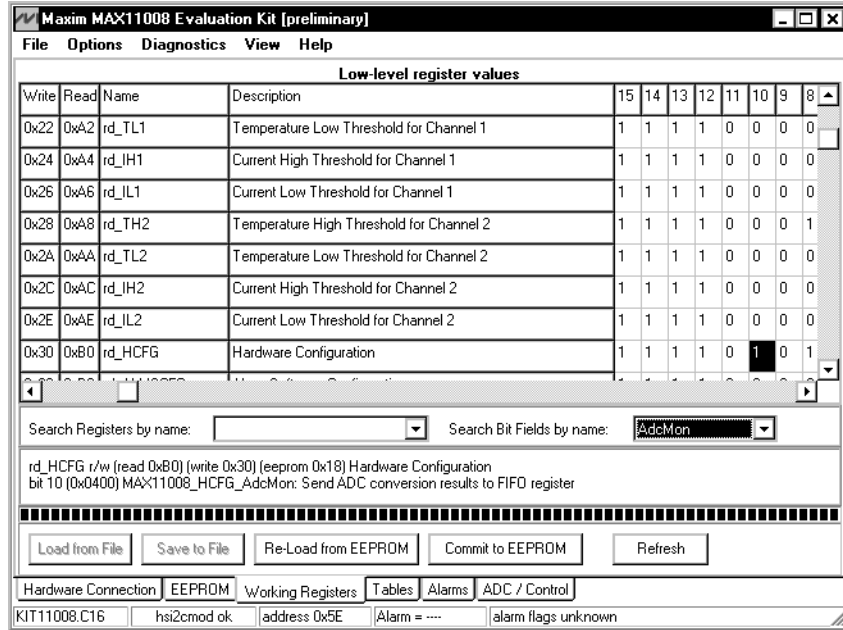 Maxim MAX11008 Evaluation Kit [preliminary]
File Options Diagnostics View Help
Low-level register values
Write Read Name Description 15 14 13 12 11 10 9 8
0x22 0xA2 rd_TL1 Temperature Low Threshold for Channel 1 1 1 1 1 0 0 0 0
0x24 0xA4 rd_IH1 Current High Threshold for Channel 1 1 1 1 1 0 0 0 0
0x26 0xA6 rd_IL1 Current Low Threshold for Channel 1 1 1 1 1 0 0 0 0
0x28 0xA8 rd_TH2 Temperature High Threshold for Channel 2 1 1 1 1 0 0 0 1
0x2A 0xAA rd_TL2 Temperature Low Threshold for Channel 2 1 1 1 1 0 0 0 0
0x2C 0xAC rd_IH2 Current High Threshold for Channel 2 1 1 1 1 0 0 0 0
0x2E 0xAE rd_IL2 Current Low Threshold for Channel 2 1 1 1 1 0 0 0 0
0x30 0xB0 rd_HCFG Hardware Configuration 1 1 1 1 0 1 0 1
Search Registers by name: Search Bit Fields by name: AdcMon
rd_HCFG r/w (read 0xB0) (write 0x30) (eeprom 0x18) Hardware Configuration
bit 10 (0x0400) MAX11008_HCFG_AdcMon: Send ADC conversion results to FIFO register
Load from File Save to File Re-Load from EEPROM Commit to EEPROM Refresh
Hardware Connection EEPROM Working Registers Tables Alarms ADC / Control
KIT11008.C16 hsi2cmod ok address 0x5E Alarm = ---- alarm flags unknown